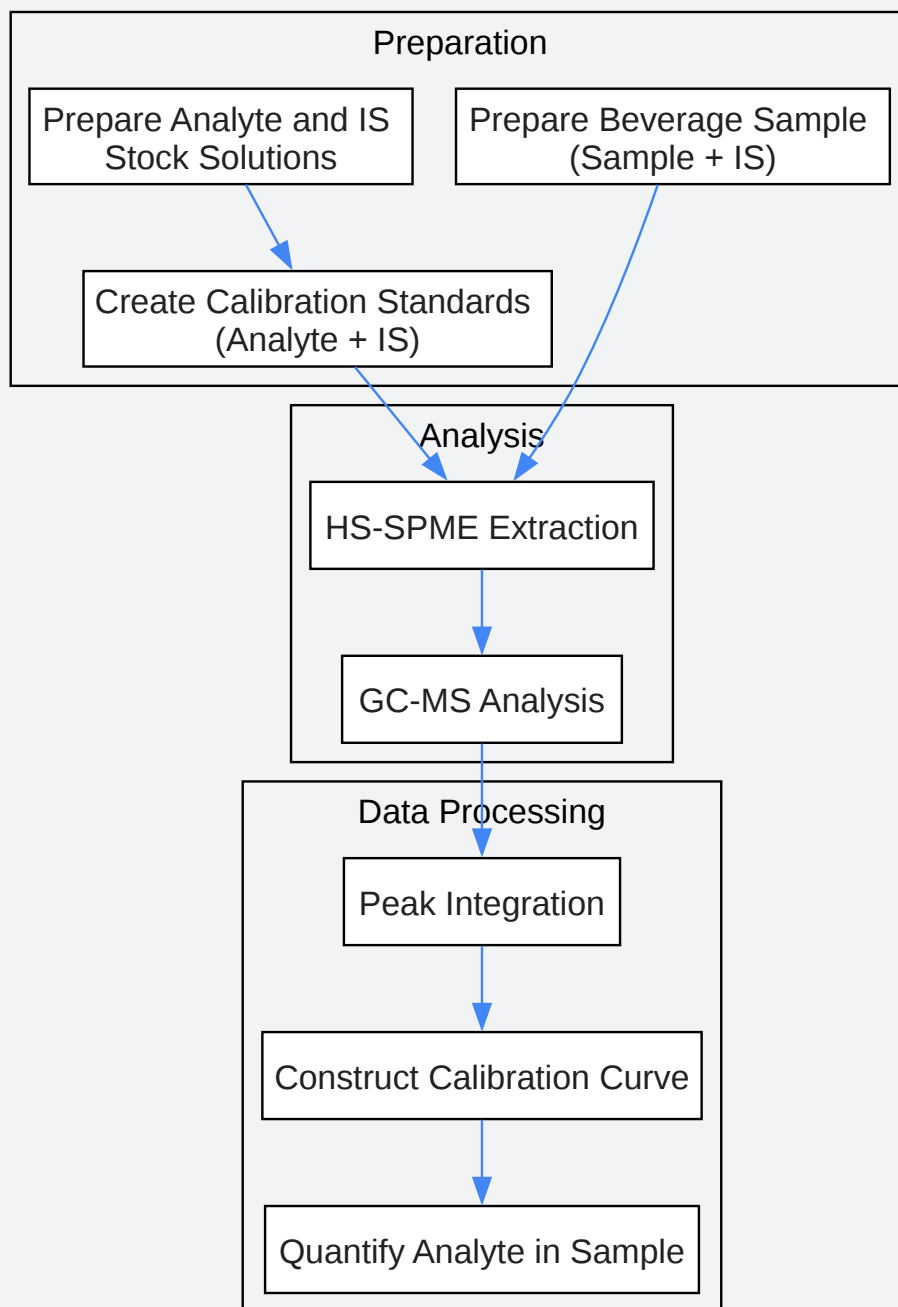 Preparation
Prepare Analyte and IS
Stock Solutions
Prepare Beverage Sample
(Sample + IS)
Create Calibration Standards
(Analyte + IS)
Analysis
HS-SPME Extraction
GC-MS Analysis
Data Processing
Peak Integration
Construct Calibration Curve
Quantify Analyte in Sample